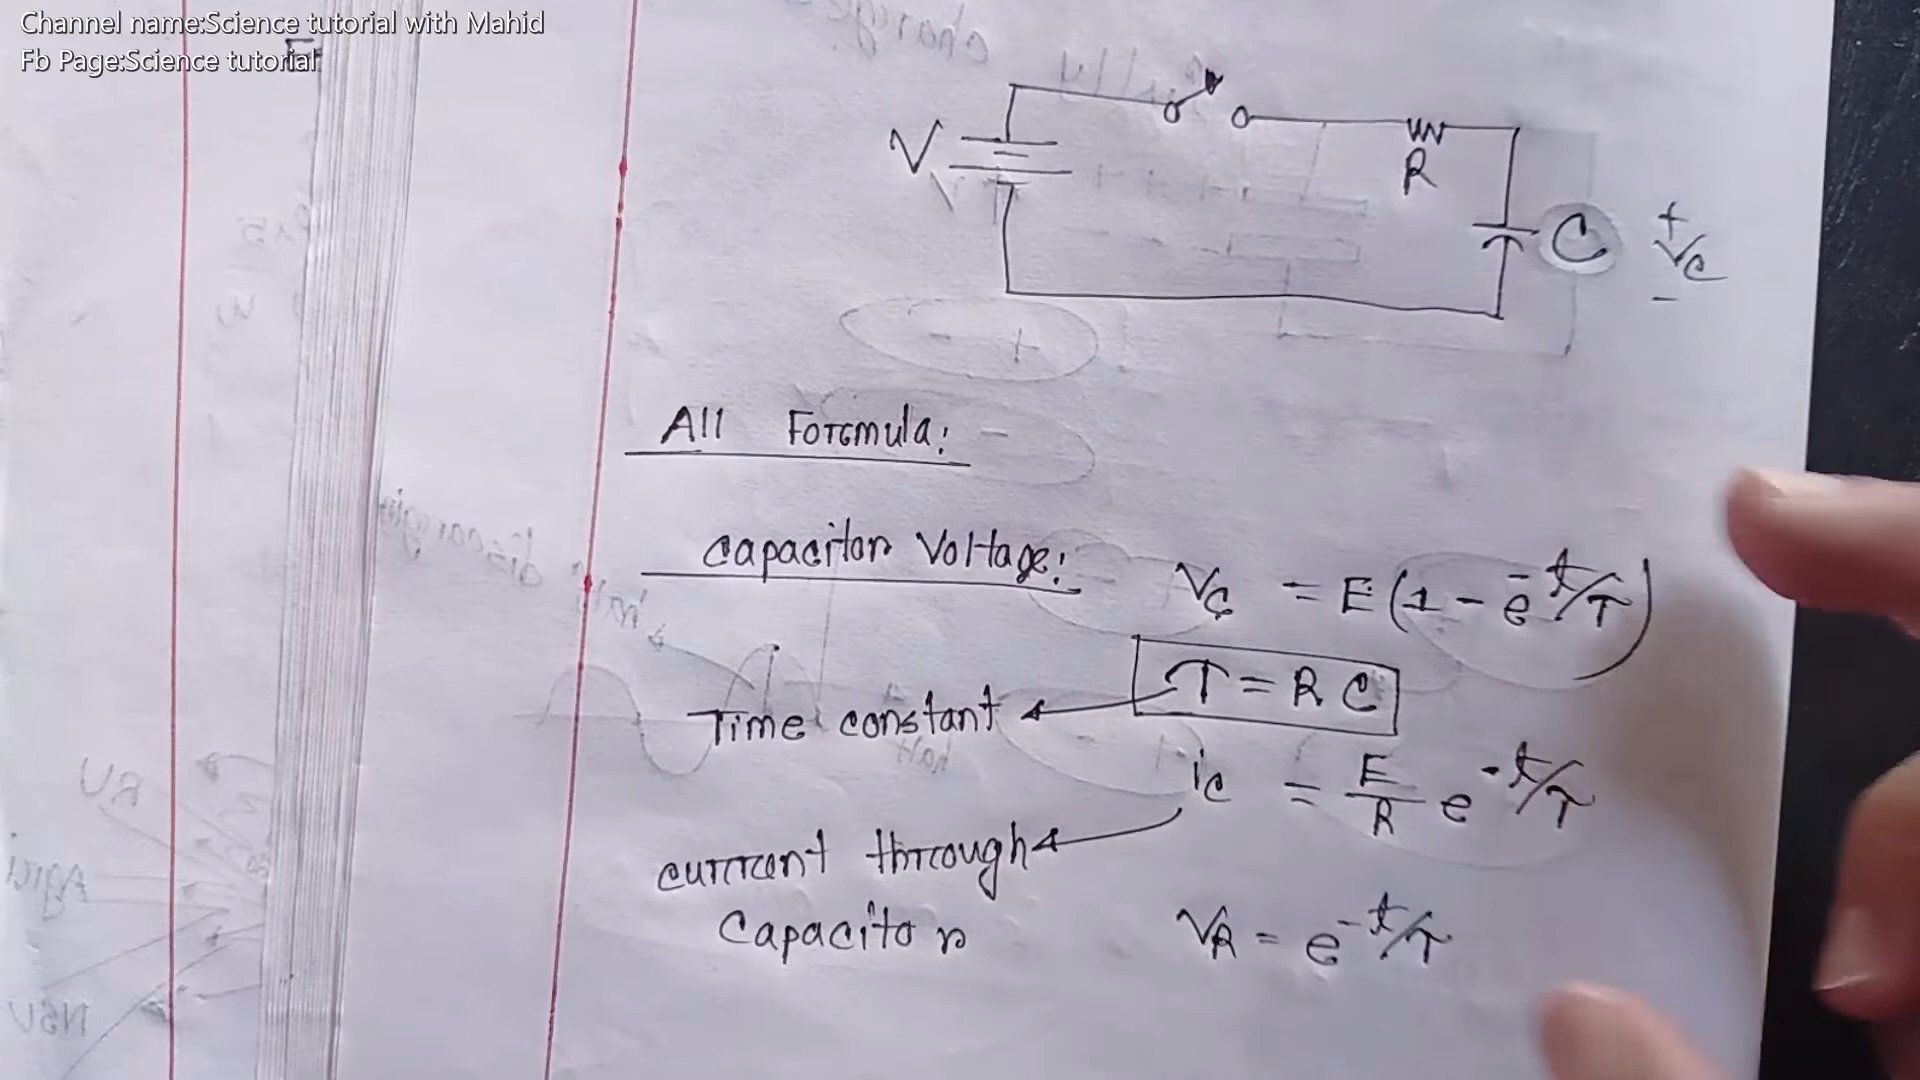 Channel name:Science tutorial with Mahid
Fb Page:Science tutorial
V
R
C
+
Vc
-
All Formula:
Capacitor Voltage:
Vc = E(1 - e^-t/τ)
τ = RC
Time constant
ic = E/R e^-t/τ
current through
Capacitor
VR = e^-t/τ